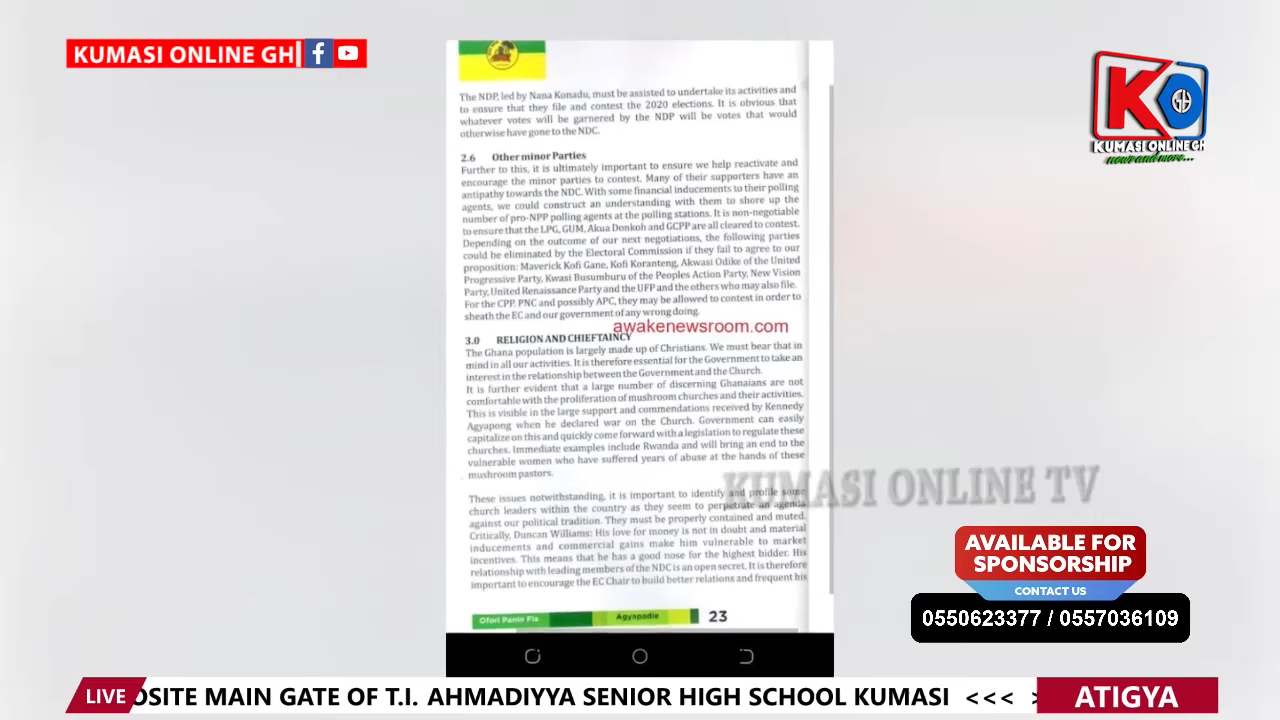 KUMASI ONLINE GH
KO
GH
KUMASI ONLINE GH
news and more...
The NDP, led by Nana Konadu, must be assisted to undertake its activities and
to ensure that they file and contest the 2020 elections. It is obvious that
whatever votes will be garnered by the NDP will be votes that would
otherwise have gone to the NDC.
2.6 Other minor Parties
Further to this, it is ultimately important to ensure we help reactivate and
encourage the minor parties to contest. Many of their supporters have an
antipathy towards the NDC. With some financial inducements to their polling
agents, we could construct an understanding with them to shore up the
number of pro-NPP polling agents at the polling stations. It is non-negotiable
to ensure that the LPG, GUM, Akua Donkoh and GCPP are all cleared to contest.
Depending on the outcome of our next negotiations, the following parties
could be eliminated by the Electoral Commission if they fail to agree to our
proposition: Maverick Kofi Gane, Kofi Koranteng, Akwasi Odike of the United
Progressive Party, Kwasi Busumburu of the Peoples Action Party, New Vision
Party, United Renaissance Party and the UFP and the others who may also file.
For the CPP, PNC and possibly APC, they may be allowed to contest in order to
sheath the EC and our government of any wrong doing.
awakenewsroom.com
3.0 RELIGION AND CHIEFTAINCY
The Ghana population is largely made up of Christians. We must bear that in
mind in all our activities. It is therefore essential for the Government to take an
interest in the relationship between the Government and the Church.
It is further evident that a large number of discerning Ghanaians are not
comfortable with the proliferation of mushroom churches and their activities.
This is visible in the large support and commendations received by Kennedy
Agyapong when he declared war on the Church. Government can easily
capitalize on this and quickly come forward with a legislation to regulate these
churches. Immediate examples include Rwanda and will bring an end to the
vulnerable women who have suffered years of abuse at the hands of these
mushroom pastors.
KUMASI ONLINE TV
These issues notwithstanding, it is important to identify and profile some
church leaders within the country as they seem to perpetrate an agenda
against our political tradition. They must be properly contained and muted.
Critically, Duncan Williams: His love for money is not in doubt and material
inducements and commercial gains make him vulnerable to market
incentives. This means that he has a good nose for the highest bidder. His
relationship with leading members of the NDC is an open secret. It is therefore
important to encourage the EC Chair to build better relations and frequent his
Ofori Panin Fie Agyapadie 23
AVAILABLE FOR
SPONSORSHIP
CONTACT US
0550623377 / 0557036109
LIVE OSITE MAIN GATE OF T.I. AHMADIYYA SENIOR HIGH SCHOOL KUMASI <<< > ATIGYA